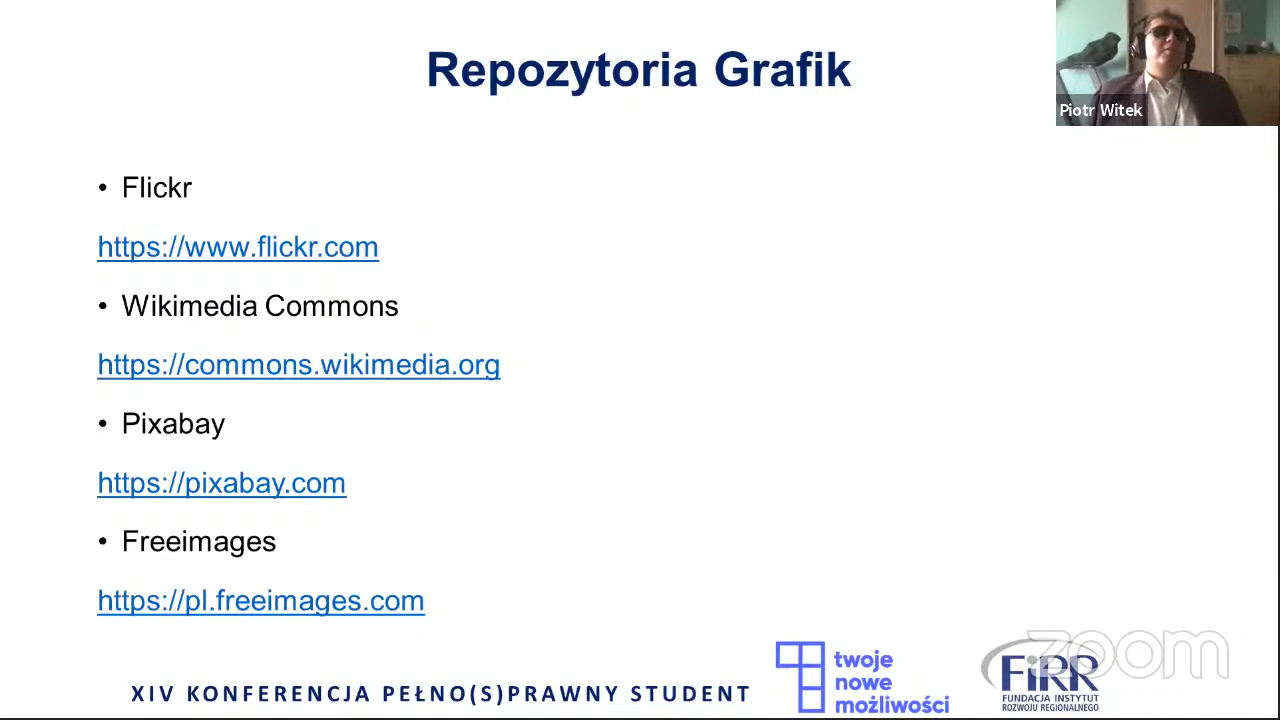 Repozytoria Grafik
Piotr Witek
• Flickr
https://www.flickr.com
• Wikimedia Commons
https://commons.wikimedia.org
• Pixabay
https://pixabay.com
• Freeimages
https://pl.freeimages.com
XIV KONFERENCJA PEŁNO(S)PRAWNY STUDENT
twoje
nowe
możliwości
FiRR
FUNDACJA INSTYTUT
ROZWOJU REGIONALNEGO
zoom